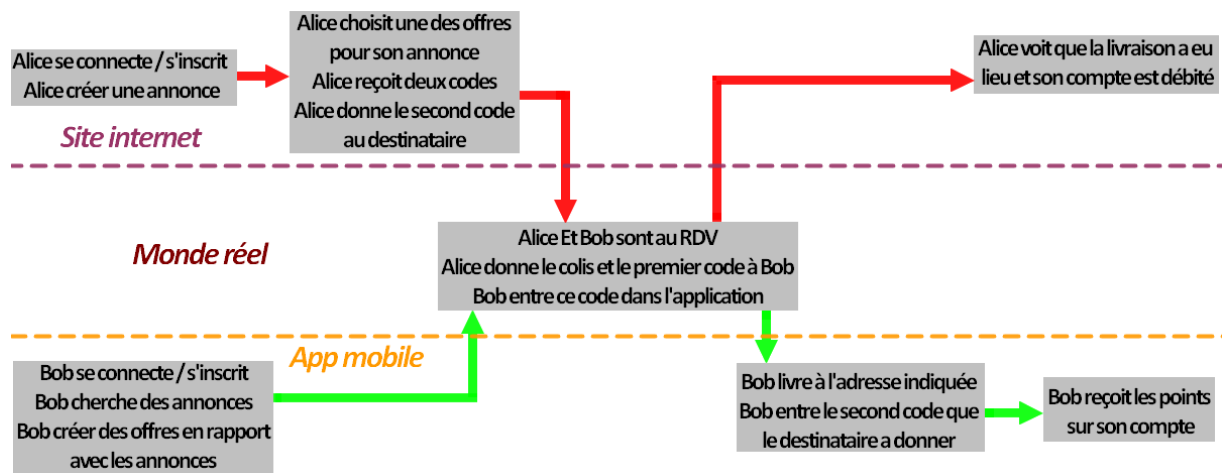 Alice se connecte / s'inscrit
Alice créer une annonce
Alice choisit une des offres
pour son annonce
Alice reçoit deux codes
Alice donne le second code
au destinataire
Alice voit que la livraison a eu
lieu et son compte est débité
Site internet
Monde réel
Alice Et Bob sont au RDV
Alice donne le colis et le premier code à Bob
Bob entre ce code dans l'application
App mobile
Bob se connecte / s'inscrit
Bob cherche des annonces
Bob créer des offres en rapport
avec les annonces
Bob livre à l'adresse indiquée
Bob entre le second code que
le destinataire a donner
Bob reçoit les points
sur son compte